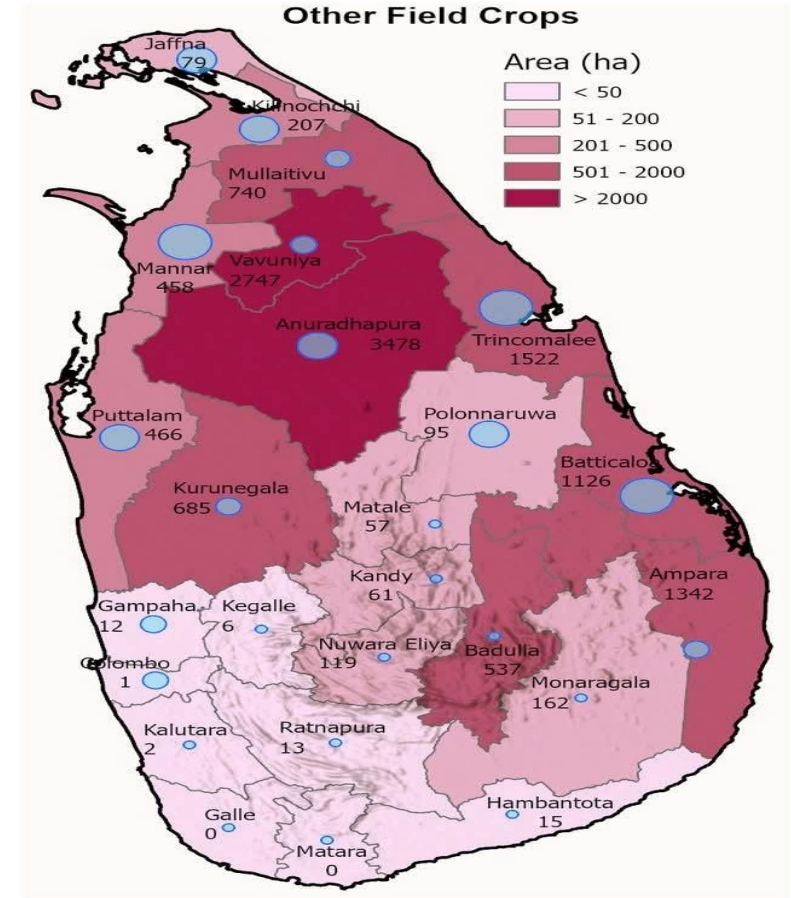 Other Field Crops
Area (ha)
< 50
51 - 200
201 - 500
501 - 2000
> 2000
Jaffna
79
Kilinochchi
207
Mullaitivu
740
Mannar
458
Vavuniya
2747
Anuradhapura
3478
Trincomalee
1522
Puttalam
466
Polonnaruwa
95
Batticaloa
1126
Kurunegala
685
Matale
57
Kandy
61
Ampara
1342
Gampaha
12
Kegalle
6
Nuwara Eliya
119
Badulla
537
Colombo
1
Monaragala
162
Kalutara
2
Ratnapura
13
Galle
0
Matara
0
Hambantota
15